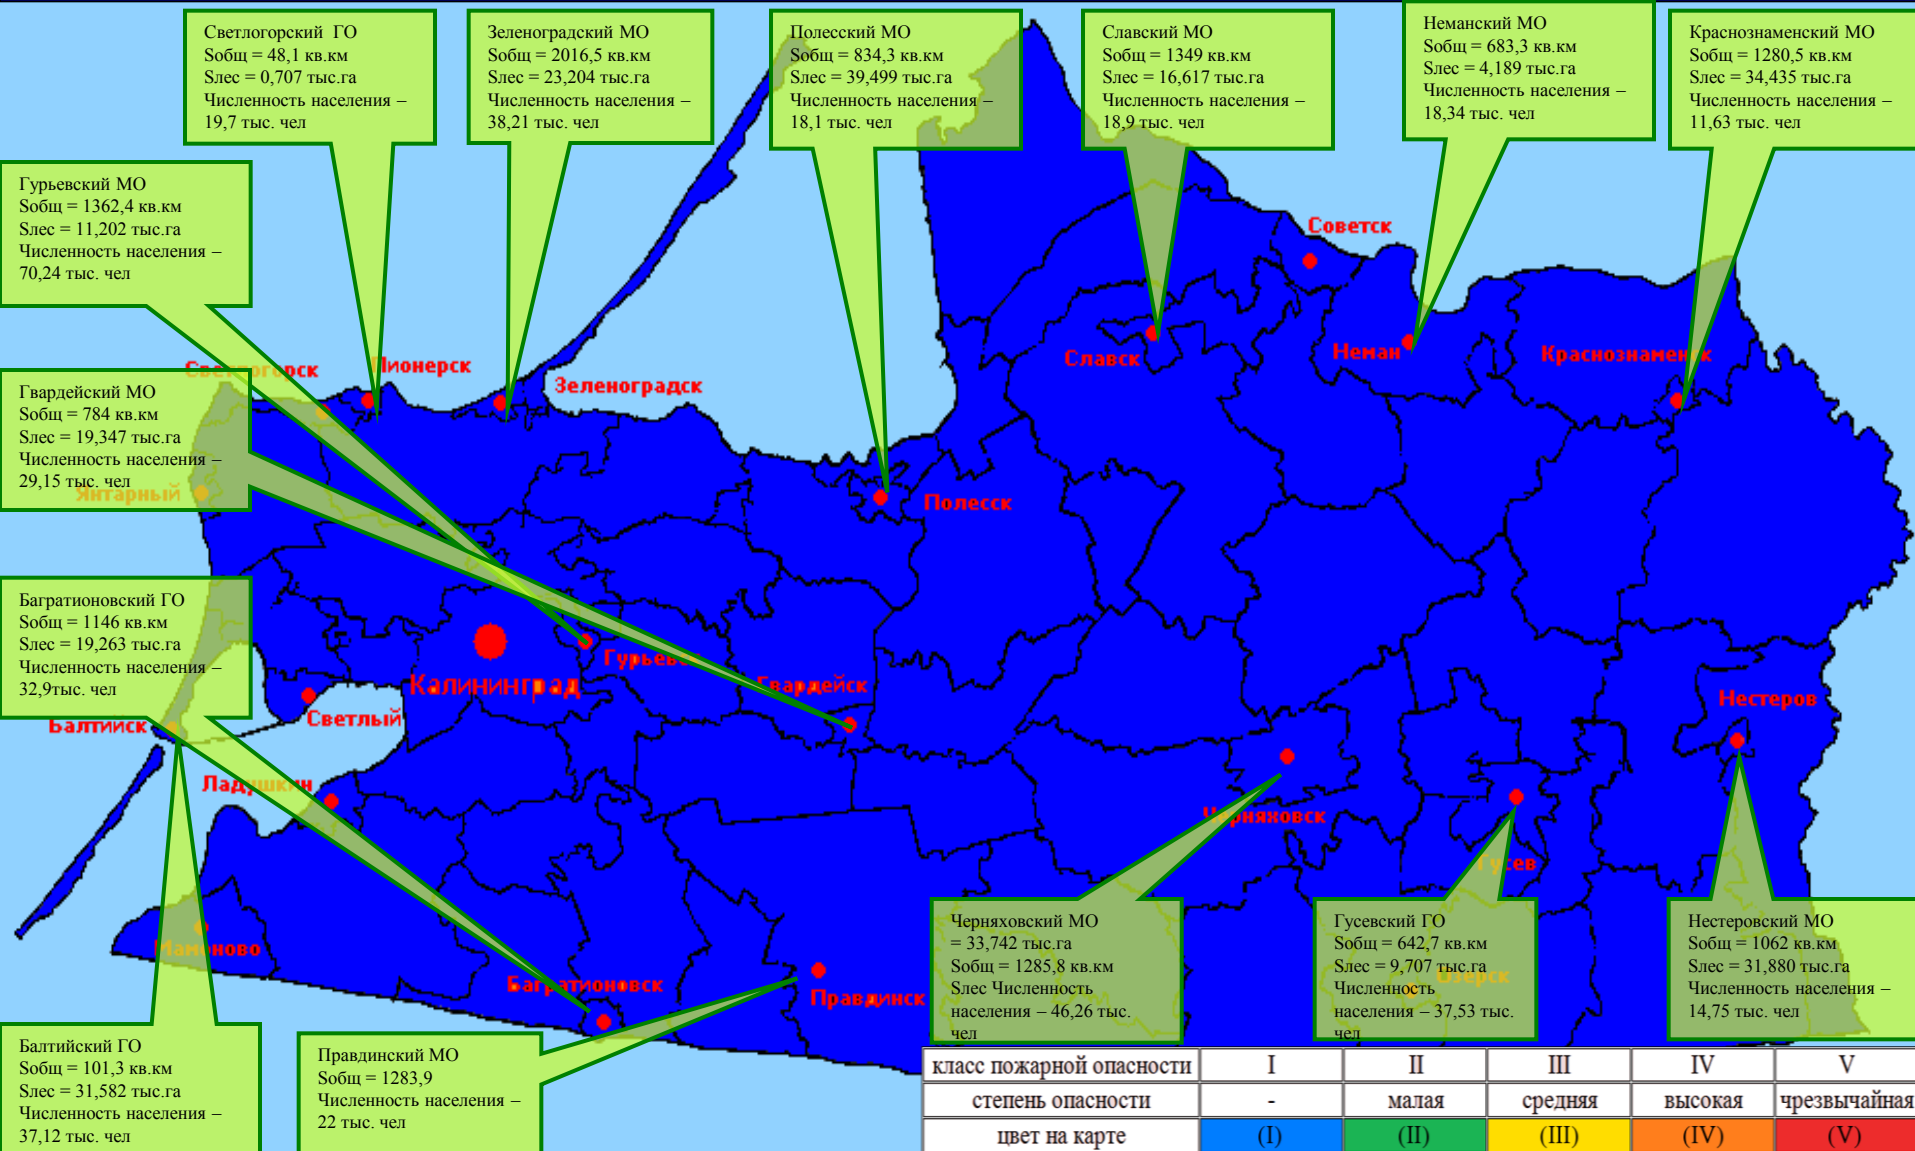 Светлогорский ГО
Sобщ = 48,1 кв.км
Sлес = 0,707 тыс.га
Численность населения –
19,7 тыс. чел
Зеленоградский МО
Sобщ = 2016,5 кв.км
Sлес = 23,204 тыс.га
Численность населения –
38,21 тыс. чел
Полесский МО
Sобщ = 834,3 кв.км
Sлес = 39,499 тыс.га
Численность населения –
18,1 тыс. чел
Славский МО
Sобщ = 1349 кв.км
Sлес = 16,617 тыс.га
Численность населения –
18,9 тыс. чел
Неманский МО
Sобщ = 683,3 кв.км
Sлес = 4,189 тыс.га
Численность населения –
18,34 тыс. чел
Краснознаменский МО
Sобщ = 1280,5 кв.км
Sлес = 34,435 тыс.га
Численность населения –
11,63 тыс. чел
Гурьевский МО
Sобщ = 1362,4 кв.км
Sлес = 11,202 тыс.га
Численность населения –
70,24 тыс. чел
Советск
Славск
Неман
Краснознаменск
Светлогорск
Пионерск
Зеленоградск
Гвардейский МО
Sобщ = 784 кв.км
Sлес = 19,347 тыс.га
Численность населения –
29,15 тыс. чел
Янтарный
Полесск
Багратионовский ГО
Sобщ = 1146 кв.км
Sлес = 19,263 тыс.га
Численность населения –
32,9тыс. чел
Гурьевск
Калининград
Гвардейск
Нестеров
Балтийск
Светлый
Ладушкин
Черняховск
Гусев
Мамоново
Багратионовск
Правдинск
Озерск
Черняховский МО
= 33,742 тыс.га
Sобщ = 1285,8 кв.км
Sлес Численность
населения – 46,26 тыс.
чел
Гусевский ГО
Sобщ = 642,7 кв.км
Sлес = 9,707 тыс.га
Численность
населения – 37,53 тыс.
чел
Нестеровский МО
Sобщ = 1062 кв.км
Sлес = 31,880 тыс.га
Численность населения –
14,75 тыс. чел
Балтийский ГО
Sобщ = 101,3 кв.км
Sлес = 31,582 тыс.га
Численность населения –
37,12 тыс. чел
Правдинский МО
Sобщ = 1283,9
Численность населения –
22 тыс. чел
класс пожарной опасности I II III IV V
степень опасности - малая средняя высокая чрезвычайная
цвет на карте (I) (II) (III) (IV) (V)